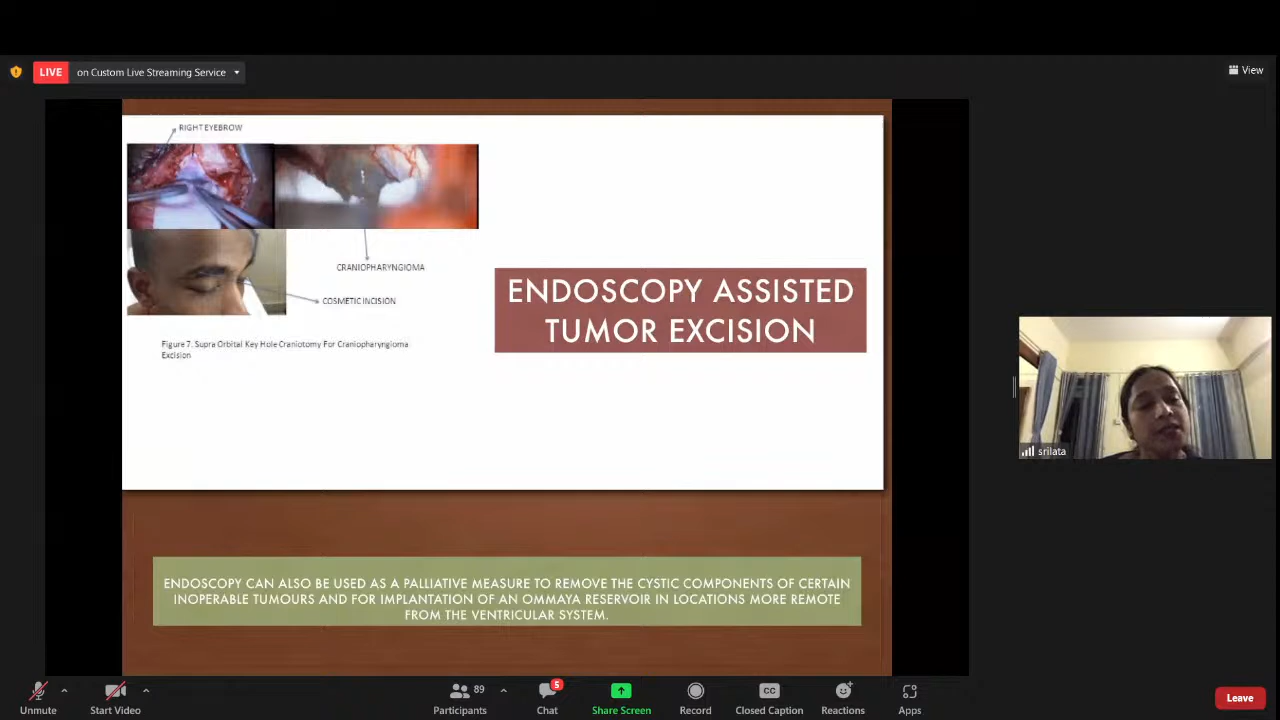 LIVE
on Custom Live Streaming Service
View
RIGHT EYEBROW
CRANIOPHARYNGIOMA
COSMETIC INCISION
Figure 7. Supra Orbital Key Hole Craniotomy For Craniopharyngioma
Excision
ENDOSCOPY ASSISTED
TUMOR EXCISION
srilata
ENDOSCOPY CAN ALSO BE USED AS A PALLIATIVE MEASURE TO REMOVE THE CYSTIC COMPONENTS OF CERTAIN
INOPERABLE TUMOURS AND FOR IMPLANTATION OF AN OMMAYA RESERVOIR IN LOCATIONS MORE REMOTE
FROM THE VENTRICULAR SYSTEM.
89
5
CC
Unmute
Start Video
Participants
Chat
Share Screen
Record
Closed Caption
Reactions
Apps
Leave